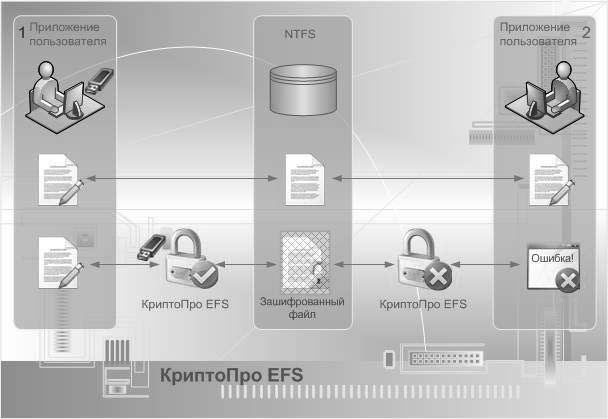 1 Приложение
пользователя
NTFS
Приложение 2
пользователя
Ошибка!
КриптоПро EFS
Зашифрованный
файл
КриптоПро EFS
КриптоПро EFS